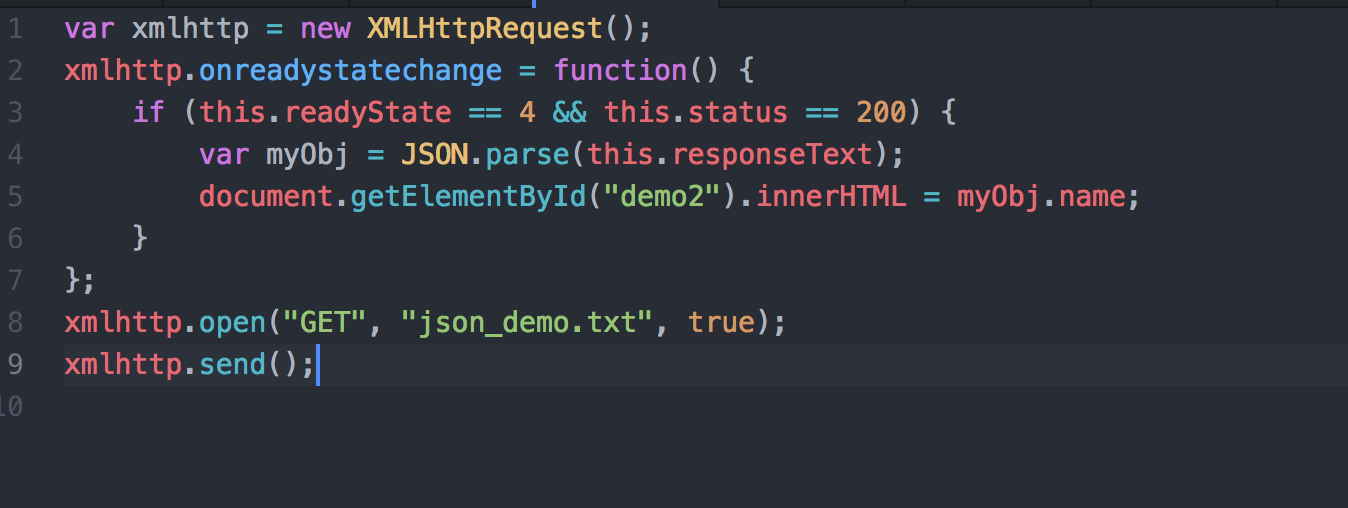 1 var xmlhttp = new XMLHttpRequest();
2 xmlhttp.onreadystatechange = function() {
3     if (this.readyState == 4 && this.status == 200) {
4         var myObj = JSON.parse(this.responseText);
5         document.getElementById("demo2").innerHTML = myObj.name;
6     }
7 };
8 xmlhttp.open("GET", "json_demo.txt", true);
9 xmlhttp.send();
10